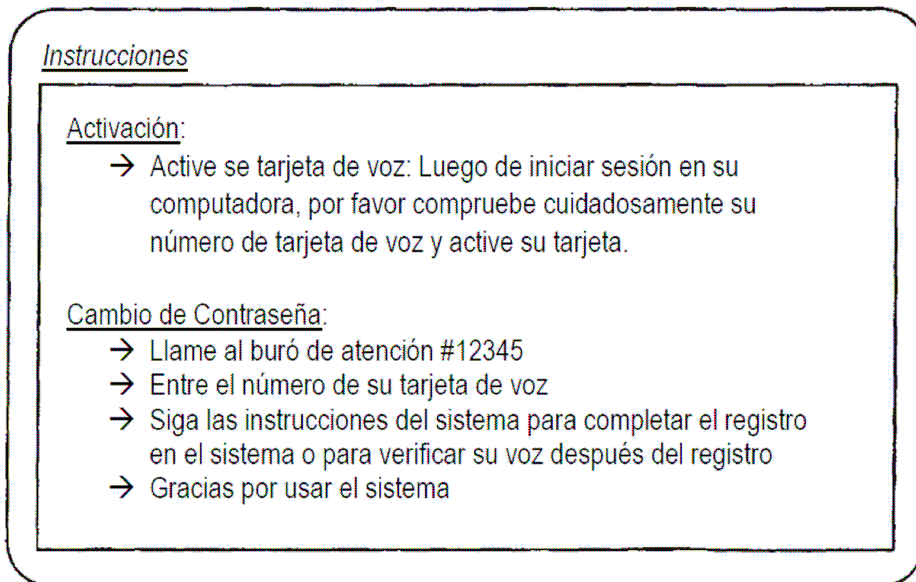 Instrucciones
Activación:
→ Active se tarjeta de voz: Luego de iniciar sesión en su
computadora, por favor compruebe cuidadosamente su
número de tarjeta de voz y active su tarjeta.
Cambio de Contraseña:
→ Llame al buró de atención #12345
→ Entre el número de su tarjeta de voz
→ Siga las instrucciones del sistema para completar el registro
en el sistema o para verificar su voz después del registro
→ Gracias por usar el sistema